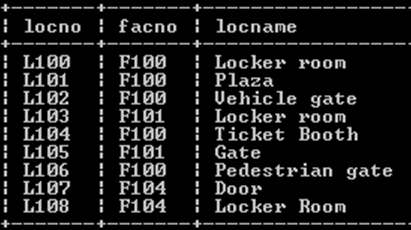 locno facno locname
L100 F100 Locker room
L101 F100 Plaza
L102 F100 Vehicle gate
L103 F101 Locker room
L104 F100 Ticket Booth
L105 F101 Gate
L106 F100 Pedestrian gate
L107 F104 Door
L108 F104 Locker Room